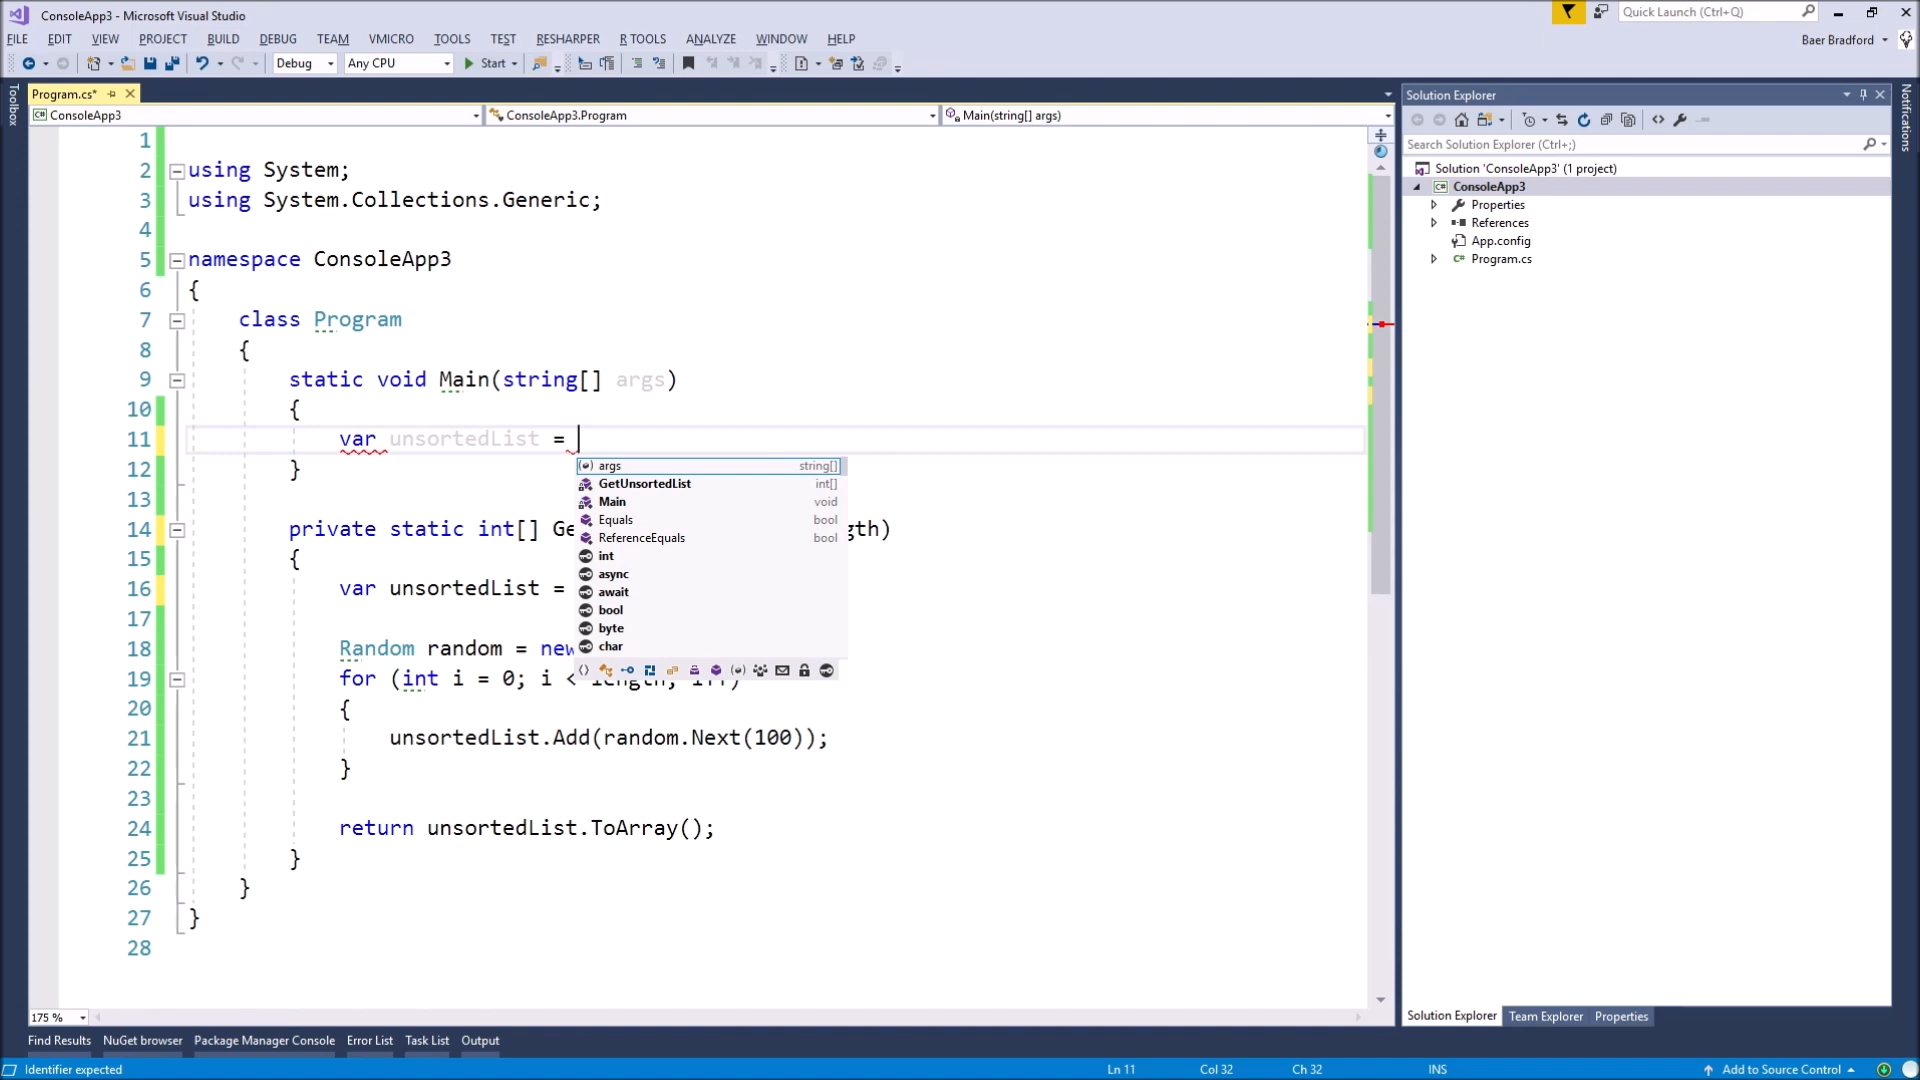 ConsoleApp3 - Microsoft Visual Studio
Quick Launch (Ctrl+Q)
FILE EDIT VIEW PROJECT BUILD DEBUG TEAM VMICRO TOOLS TEST RESHARPER R TOOLS ANALYZE WINDOW HELP
Baer Bradford
Debug Any CPU Start
Toolbox
Program.cs*
ConsoleApp3 ConsoleApp3.Program Main(string[] args)
1
2 using System;
3 using System.Collections.Generic;
4
5 namespace ConsoleApp3
6 {
7 class Program
8 {
9 static void Main(string[] args)
10 {
11 var unsortedList =
12 }
13
14 private static int[] Ge gth)
15 {
16 var unsortedList =
17
18 Random random = new
19 for (int i = 0; i < length; i++)
20 {
21 unsortedList.Add(random.Next(100));
22 }
23
24 return unsortedList.ToArray();
25 }
26 }
27 }
28
args string[]
GetUnsortedList int[]
Main void
Equals bool
ReferenceEquals bool
int
async
await
bool
byte
char
175 %
Solution Explorer
Search Solution Explorer (Ctrl+;)
Solution 'ConsoleApp3' (1 project)
ConsoleApp3
Properties
References
App.config
Program.cs
Notifications
Solution Explorer Team Explorer Properties
Find Results NuGet browser Package Manager Console Error List Task List Output
Identifier expected Ln 11 Col 32 Ch 32 INS Add to Source Control